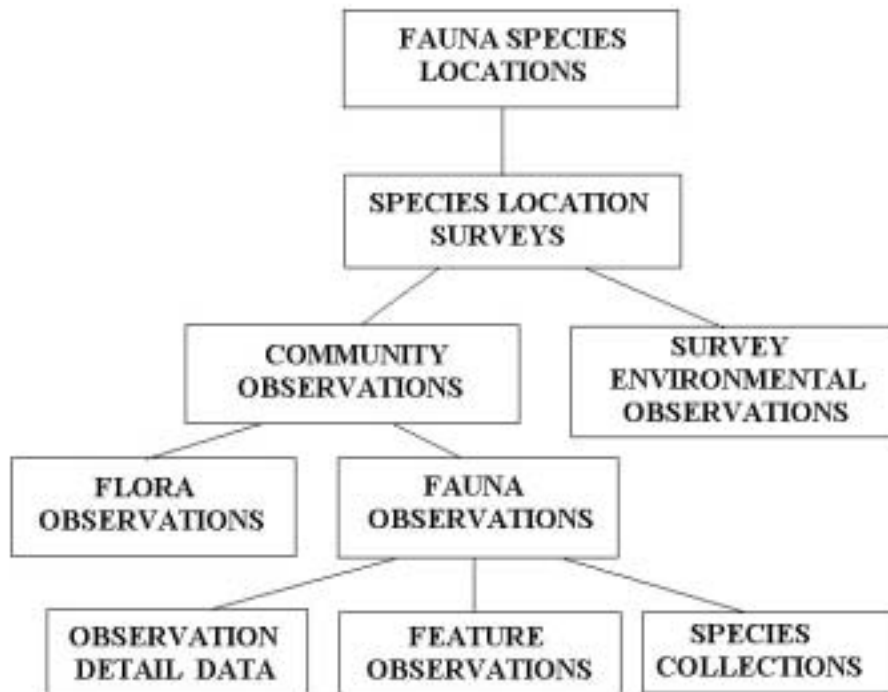 FAUNA SPECIES
LOCATIONS
SPECIES LOCATION
SURVEYS
COMMUNITY
OBSERVATIONS
SURVEY
ENVIRONMENTAL
OBSERVATIONS
FLORA
OBSERVATIONS
FAUNA
OBSERVATIONS
OBSERVATION
DETAIL DATA
FEATURE
OBSERVATIONS
SPECIES
COLLECTIONS